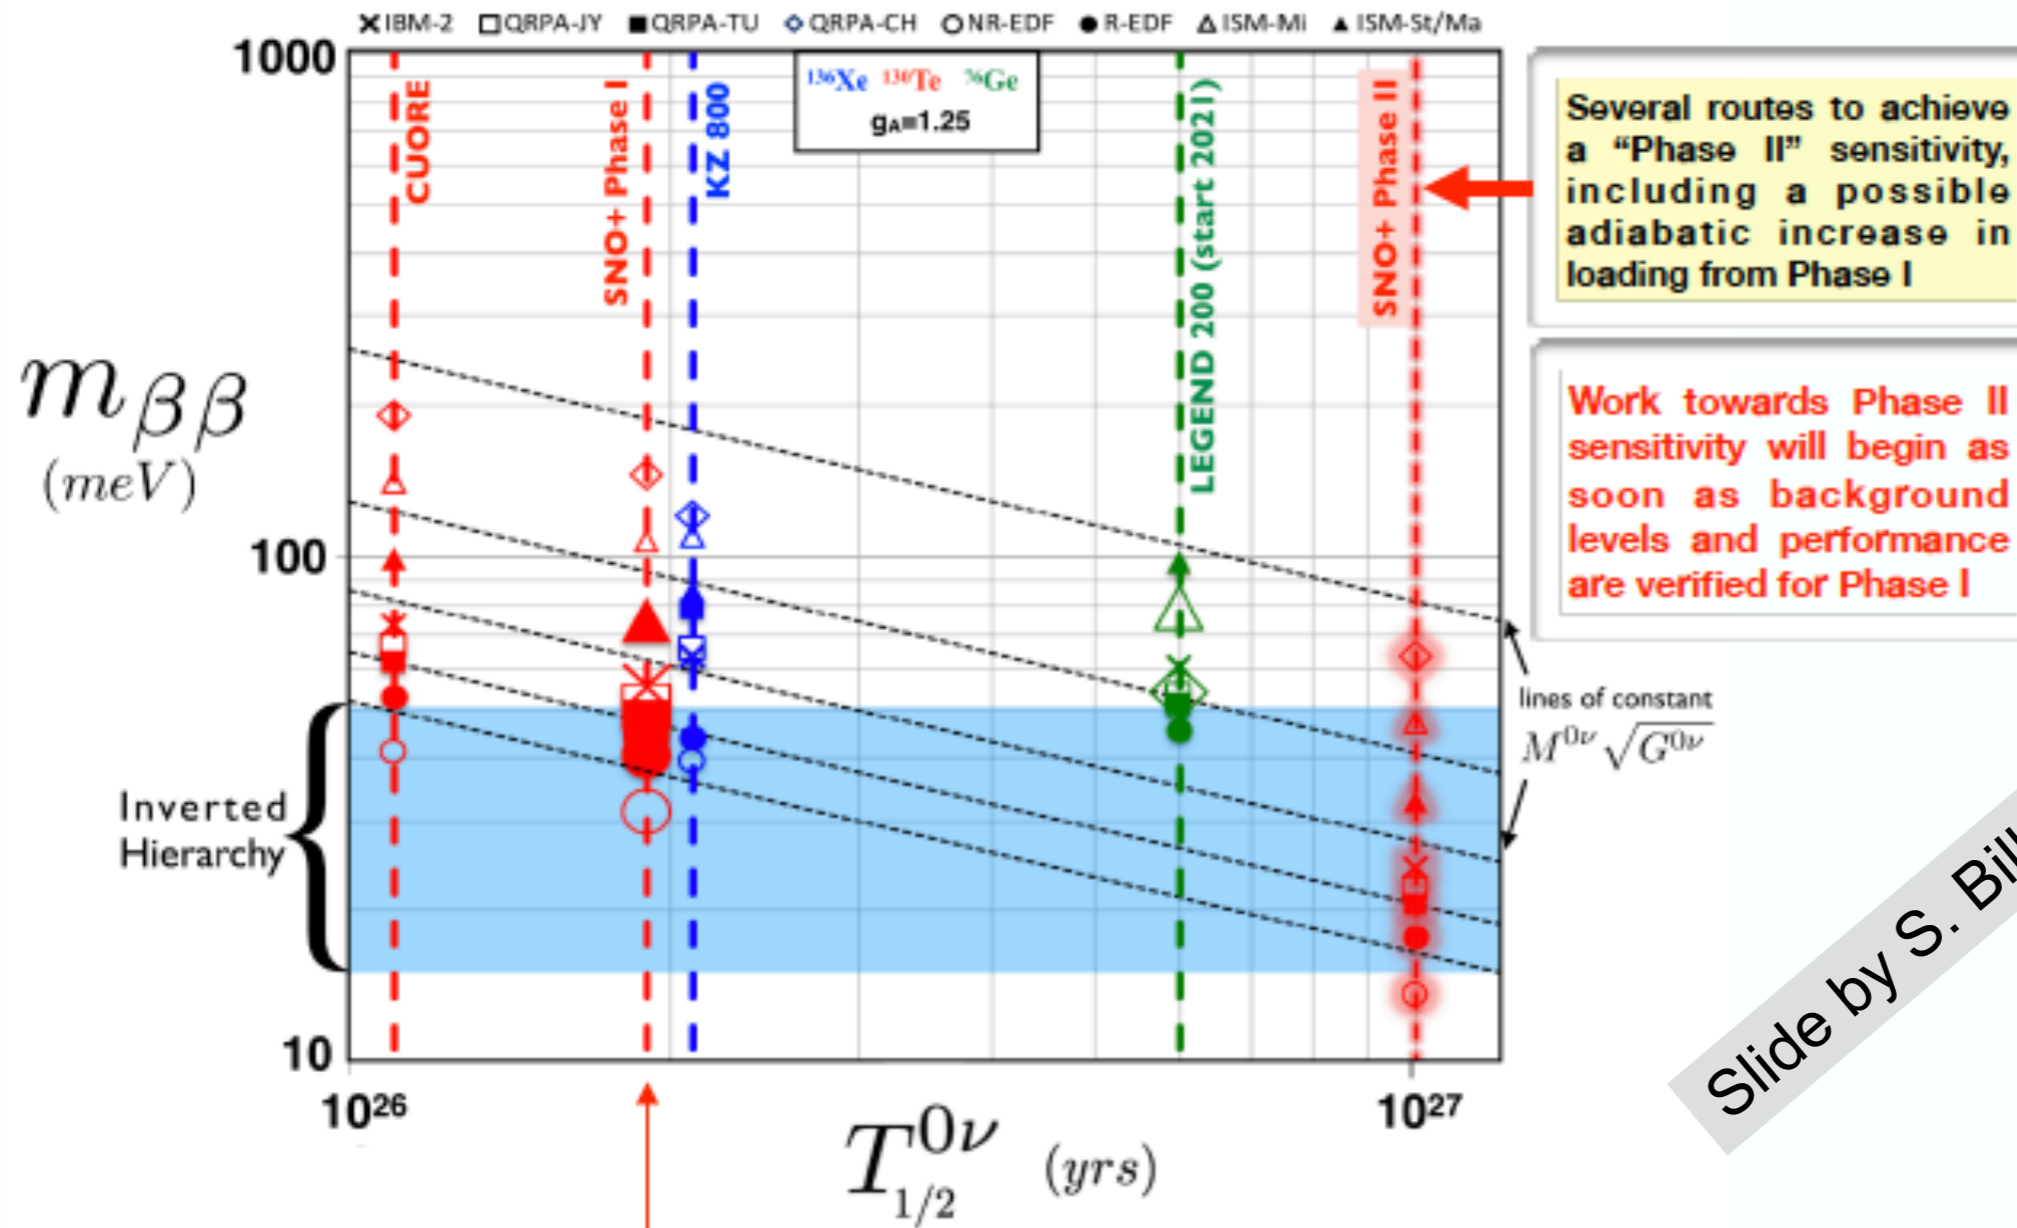 ×IBM-2 □QRPA-JY ■QRPA-TU ◇QRPA-CH ○NR-EDF ●R-EDF △ISM-Mi ▲ISM-St/Ma
1000
CUORE
SNO+ Phase I
KZ 800
¹³⁶Xe ¹³⁰Te ⁷⁶Ge
gA=1.25
LEGEND 200 (start 2021)
SNO+ Phase II
Several routes to achieve
a “Phase II” sensitivity,
including a possible
adiabatic increase in
loading from Phase I
Work towards Phase II
sensitivity will begin as
soon as background
levels and performance
are verified for Phase I
mββ
(meV)
100
lines of constant
M⁰ν√G⁰ν
Inverted
Hierarchy
10
10²⁶
10²⁷
T⁰ν1/2 (yrs)
Slide by S. Bill